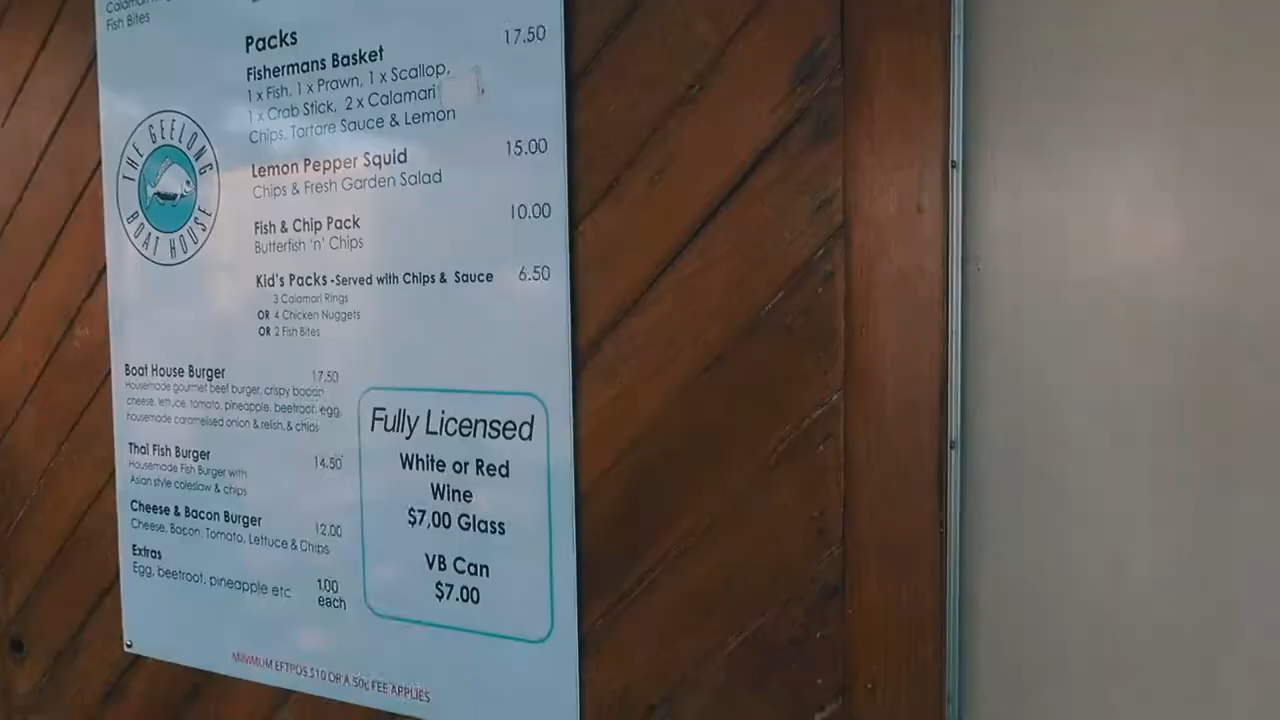 Fish Bites
Packs
Fishermans Basket 17.50
1 x Fish, 1 x Prawn, 1 x Scallop,
1 x Crab Stick, 2 x Calamari ,
Chips, Tartare Sauce & Lemon
THE GEELONG
BOAT HOUSE
Lemon Pepper Squid 15.00
Chips & Fresh Garden Salad
Fish & Chip Pack 10.00
Butterfish 'n' Chips
Kid's Packs -Served with Chips & Sauce 6.50
3 Calamari Rings
OR 4 Chicken Nuggets
OR 2 Fish Bites
Boat House Burger 17.50
Housemade gourmet beef burger, crispy bacon
cheese, lettuce, tomato, pineapple, beetroot, egg,
housemade caramelised onion & relish, & chips
Thai Fish Burger 14.50
Housemade Fish Burger with
Asian style coleslaw & chips
Cheese & Bacon Burger 12.00
Cheese, Bacon, Tomato, Lettuce & Chips
Extras
Egg, beetroot, pineapple etc 1.00
each
Fully Licensed
White or Red
Wine
$7,00 Glass
VB Can
$7.00
MINIMUM EFTPOS $10 OR A 50c FEE APPLIES